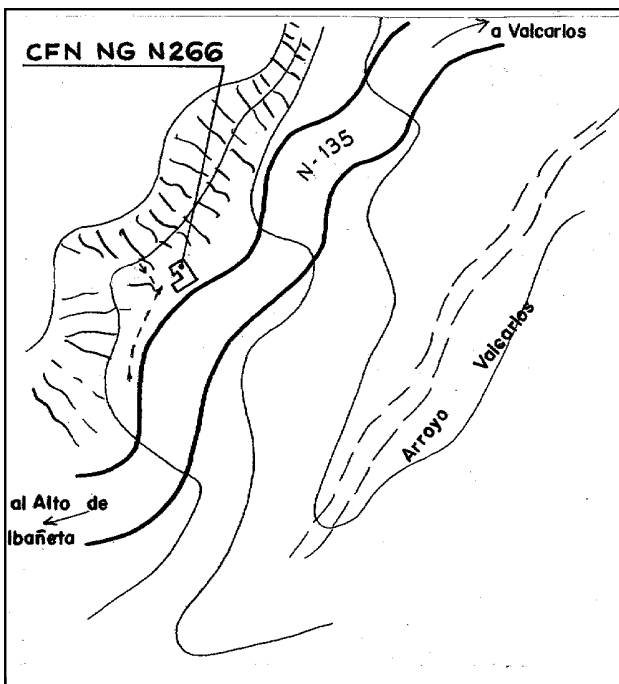 a Valcarlos
CFN NG N266
N-135
Arroyo Valcarlos
al Alto de
Ibañeta